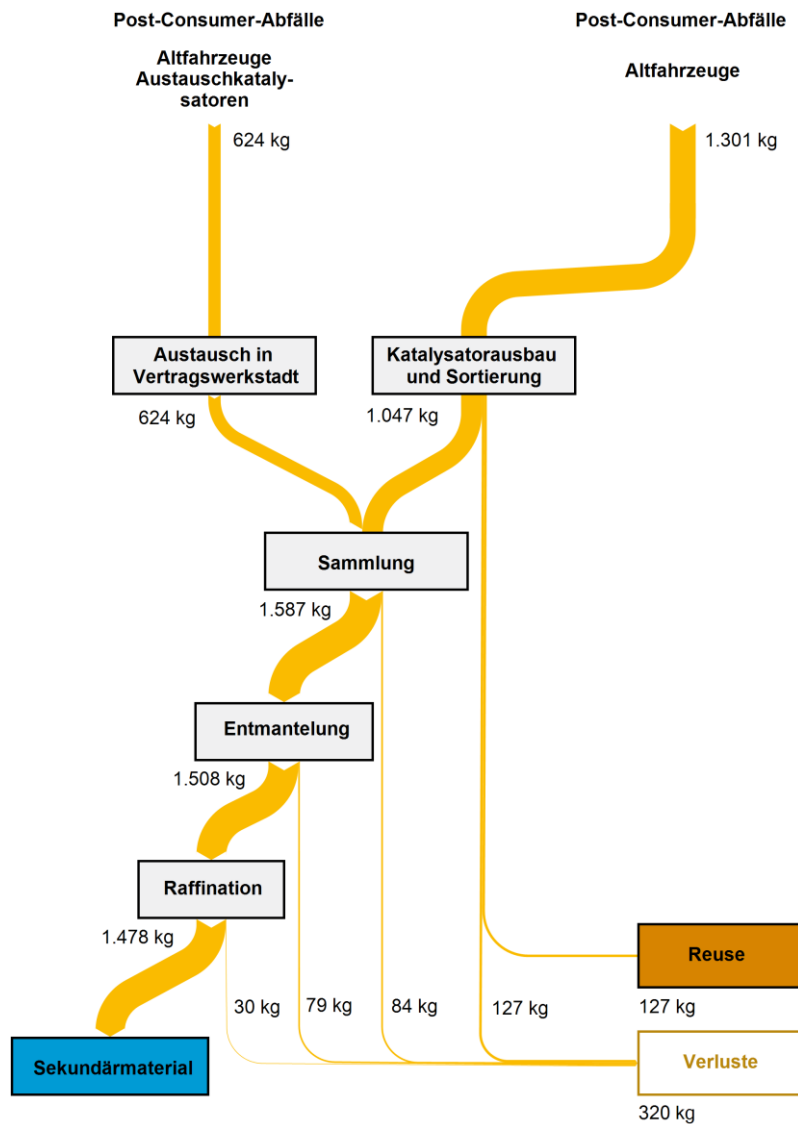 Post-Consumer-Abfälle
Altfahrzeuge
Austauschkataly-
satoren
624 kg
Post-Consumer-Abfälle
Altfahrzeuge
1.301 kg
Austausch in
Vertragswerkstadt
624 kg
Katalysatorausbau
und Sortierung
1.047 kg
Sammlung
1.587 kg
Entmantelung
1.508 kg
Raffination
1.478 kg
Reuse
127 kg
30 kg
79 kg
84 kg
127 kg
Sekundärmaterial
Verluste
320 kg